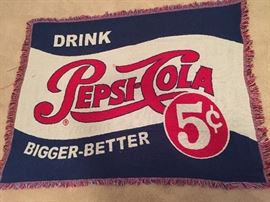 DRINK
PEPSI-COLA
®
5¢
BIGGER-BETTER